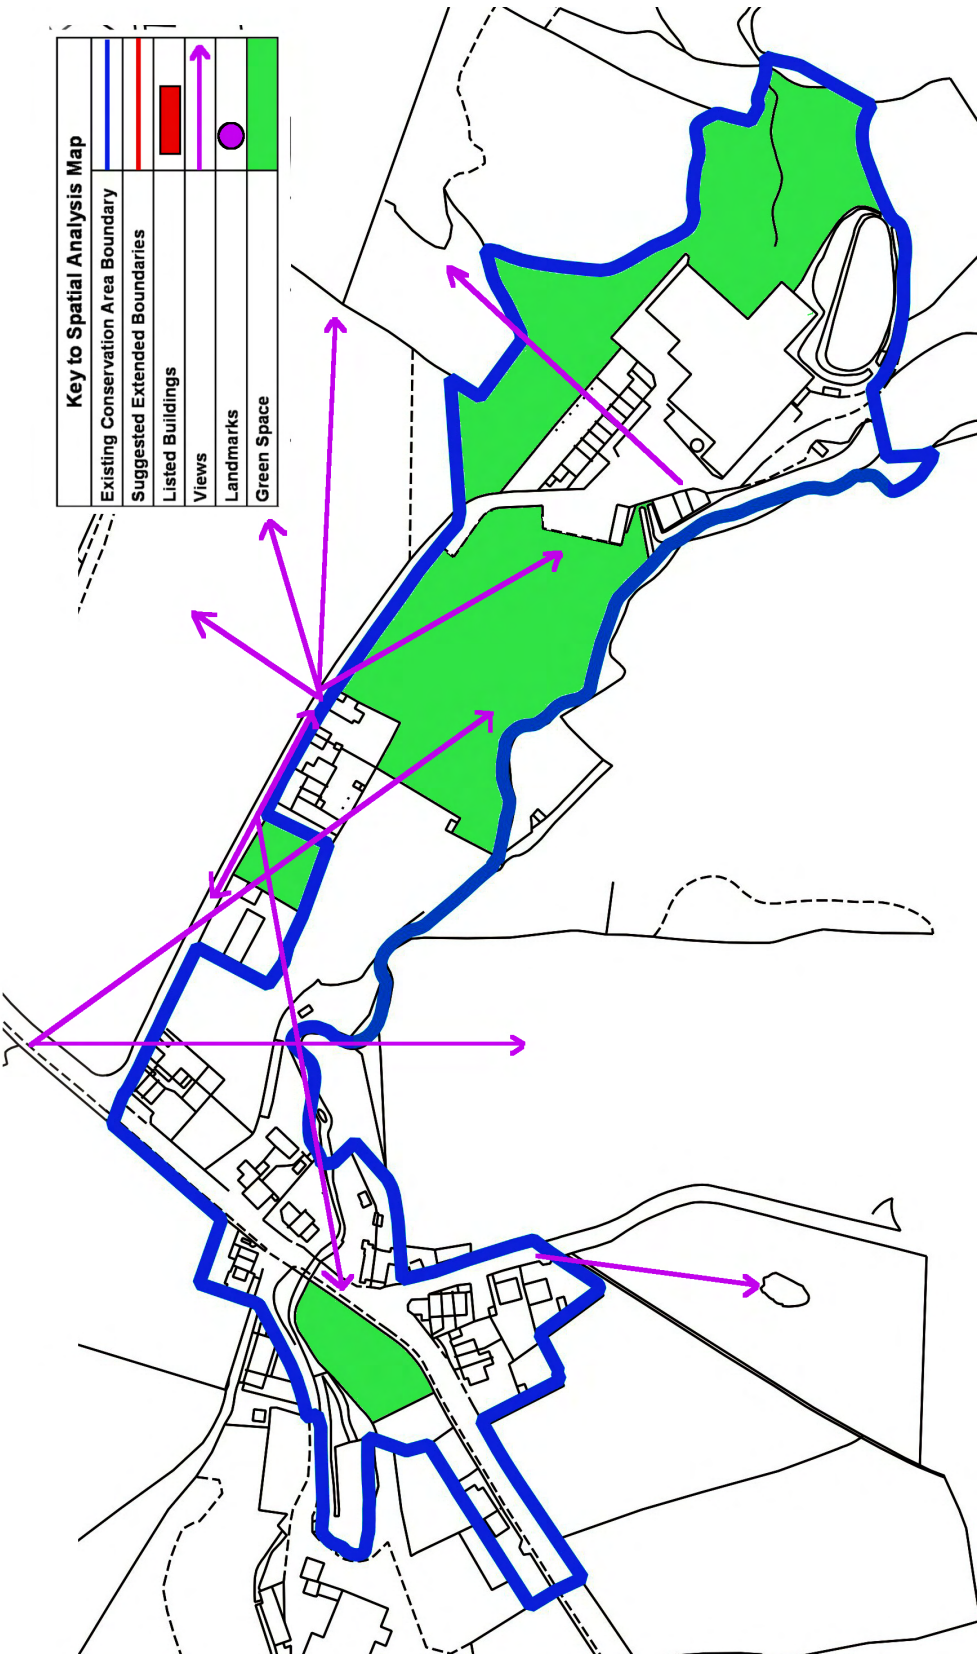 Key to Spatial Analysis Map
Existing Conservation Area Boundary
Suggested Extended Boundaries
Listed Buildings
Views
Landmarks
Green Space